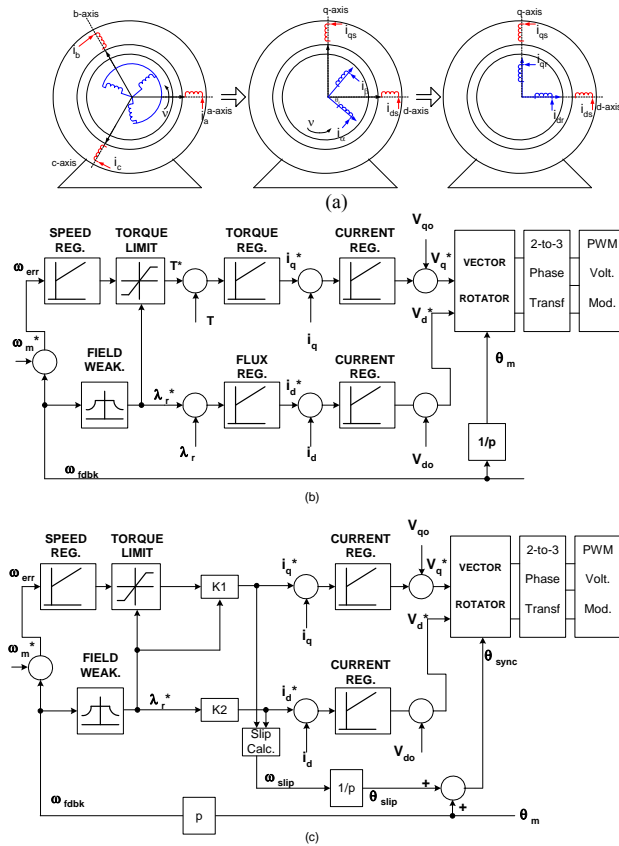 b-axis
i_b
ν
i_a
a-axis
c-axis
i_c
q-axis
i_qs
i_β
i_ds
d-axis
ν
i_α
q-axis
i_qs
i_qr
i_dr
i_ds
d-axis
(a)
SPEED REG.
TORQUE LIMIT
TORQUE REG.
CURRENT REG.
V_qo
V_q*
VECTOR ROTATOR
2-to-3 Phase Transf
PWM Volt. Mod.
ω_err
T*
T
i_q*
i_q
V_d*
ω_m*
FIELD WEAK.
λ_r*
λ_r
FLUX REG.
i_d*
i_d
CURRENT REG.
V_do
θ_m
1/p
ω_fdbk
(b)
SPEED REG.
TORQUE LIMIT
K1
CURRENT REG.
V_qo
V_q*
VECTOR ROTATOR
2-to-3 Phase Transf
PWM Volt. Mod.
ω_err
i_q*
i_q
V_d*
θ_sync
ω_m*
FIELD WEAK.
λ_r*
K2
i_d*
i_d
CURRENT REG.
V_do
Slip Calc.
ω_slip
1/p
θ_slip
+
+
ω_fdbk
p
θ_m
(c)